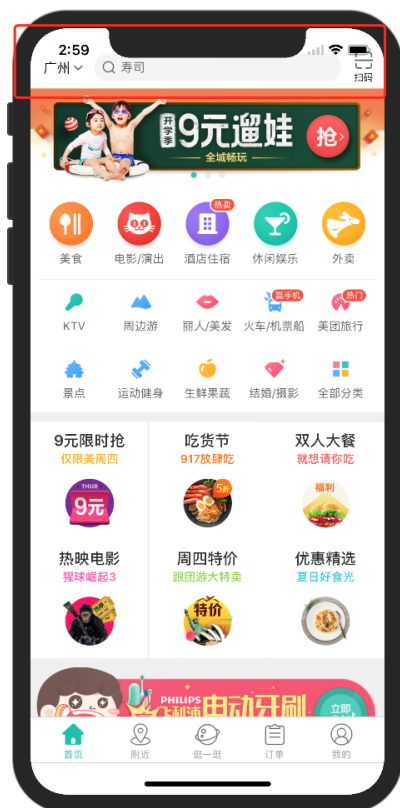 2:59
广州
寿司
扫码
开学季
9元遛娃
抢
全城畅玩
热卖
美食
电影/演出
酒店住宿
休闲娱乐
外卖
赢手机
热门
KTV
周边游
丽人/美发
火车/机票船
美团旅行
景点
运动健身
生鲜果蔬
结婚/摄影
全部分类
9元限时抢
吃货节
双人大餐
仅限美周四
917放肆吃
就想请你吃
THUR
9元
5折
福利
热映电影
周四特价
优惠精选
猩球崛起3
跟团游大特卖
夏日好食光
特价
PHILIPS
飞利浦电动牙刷
立即
首页
附近
逛一逛
订单
我的